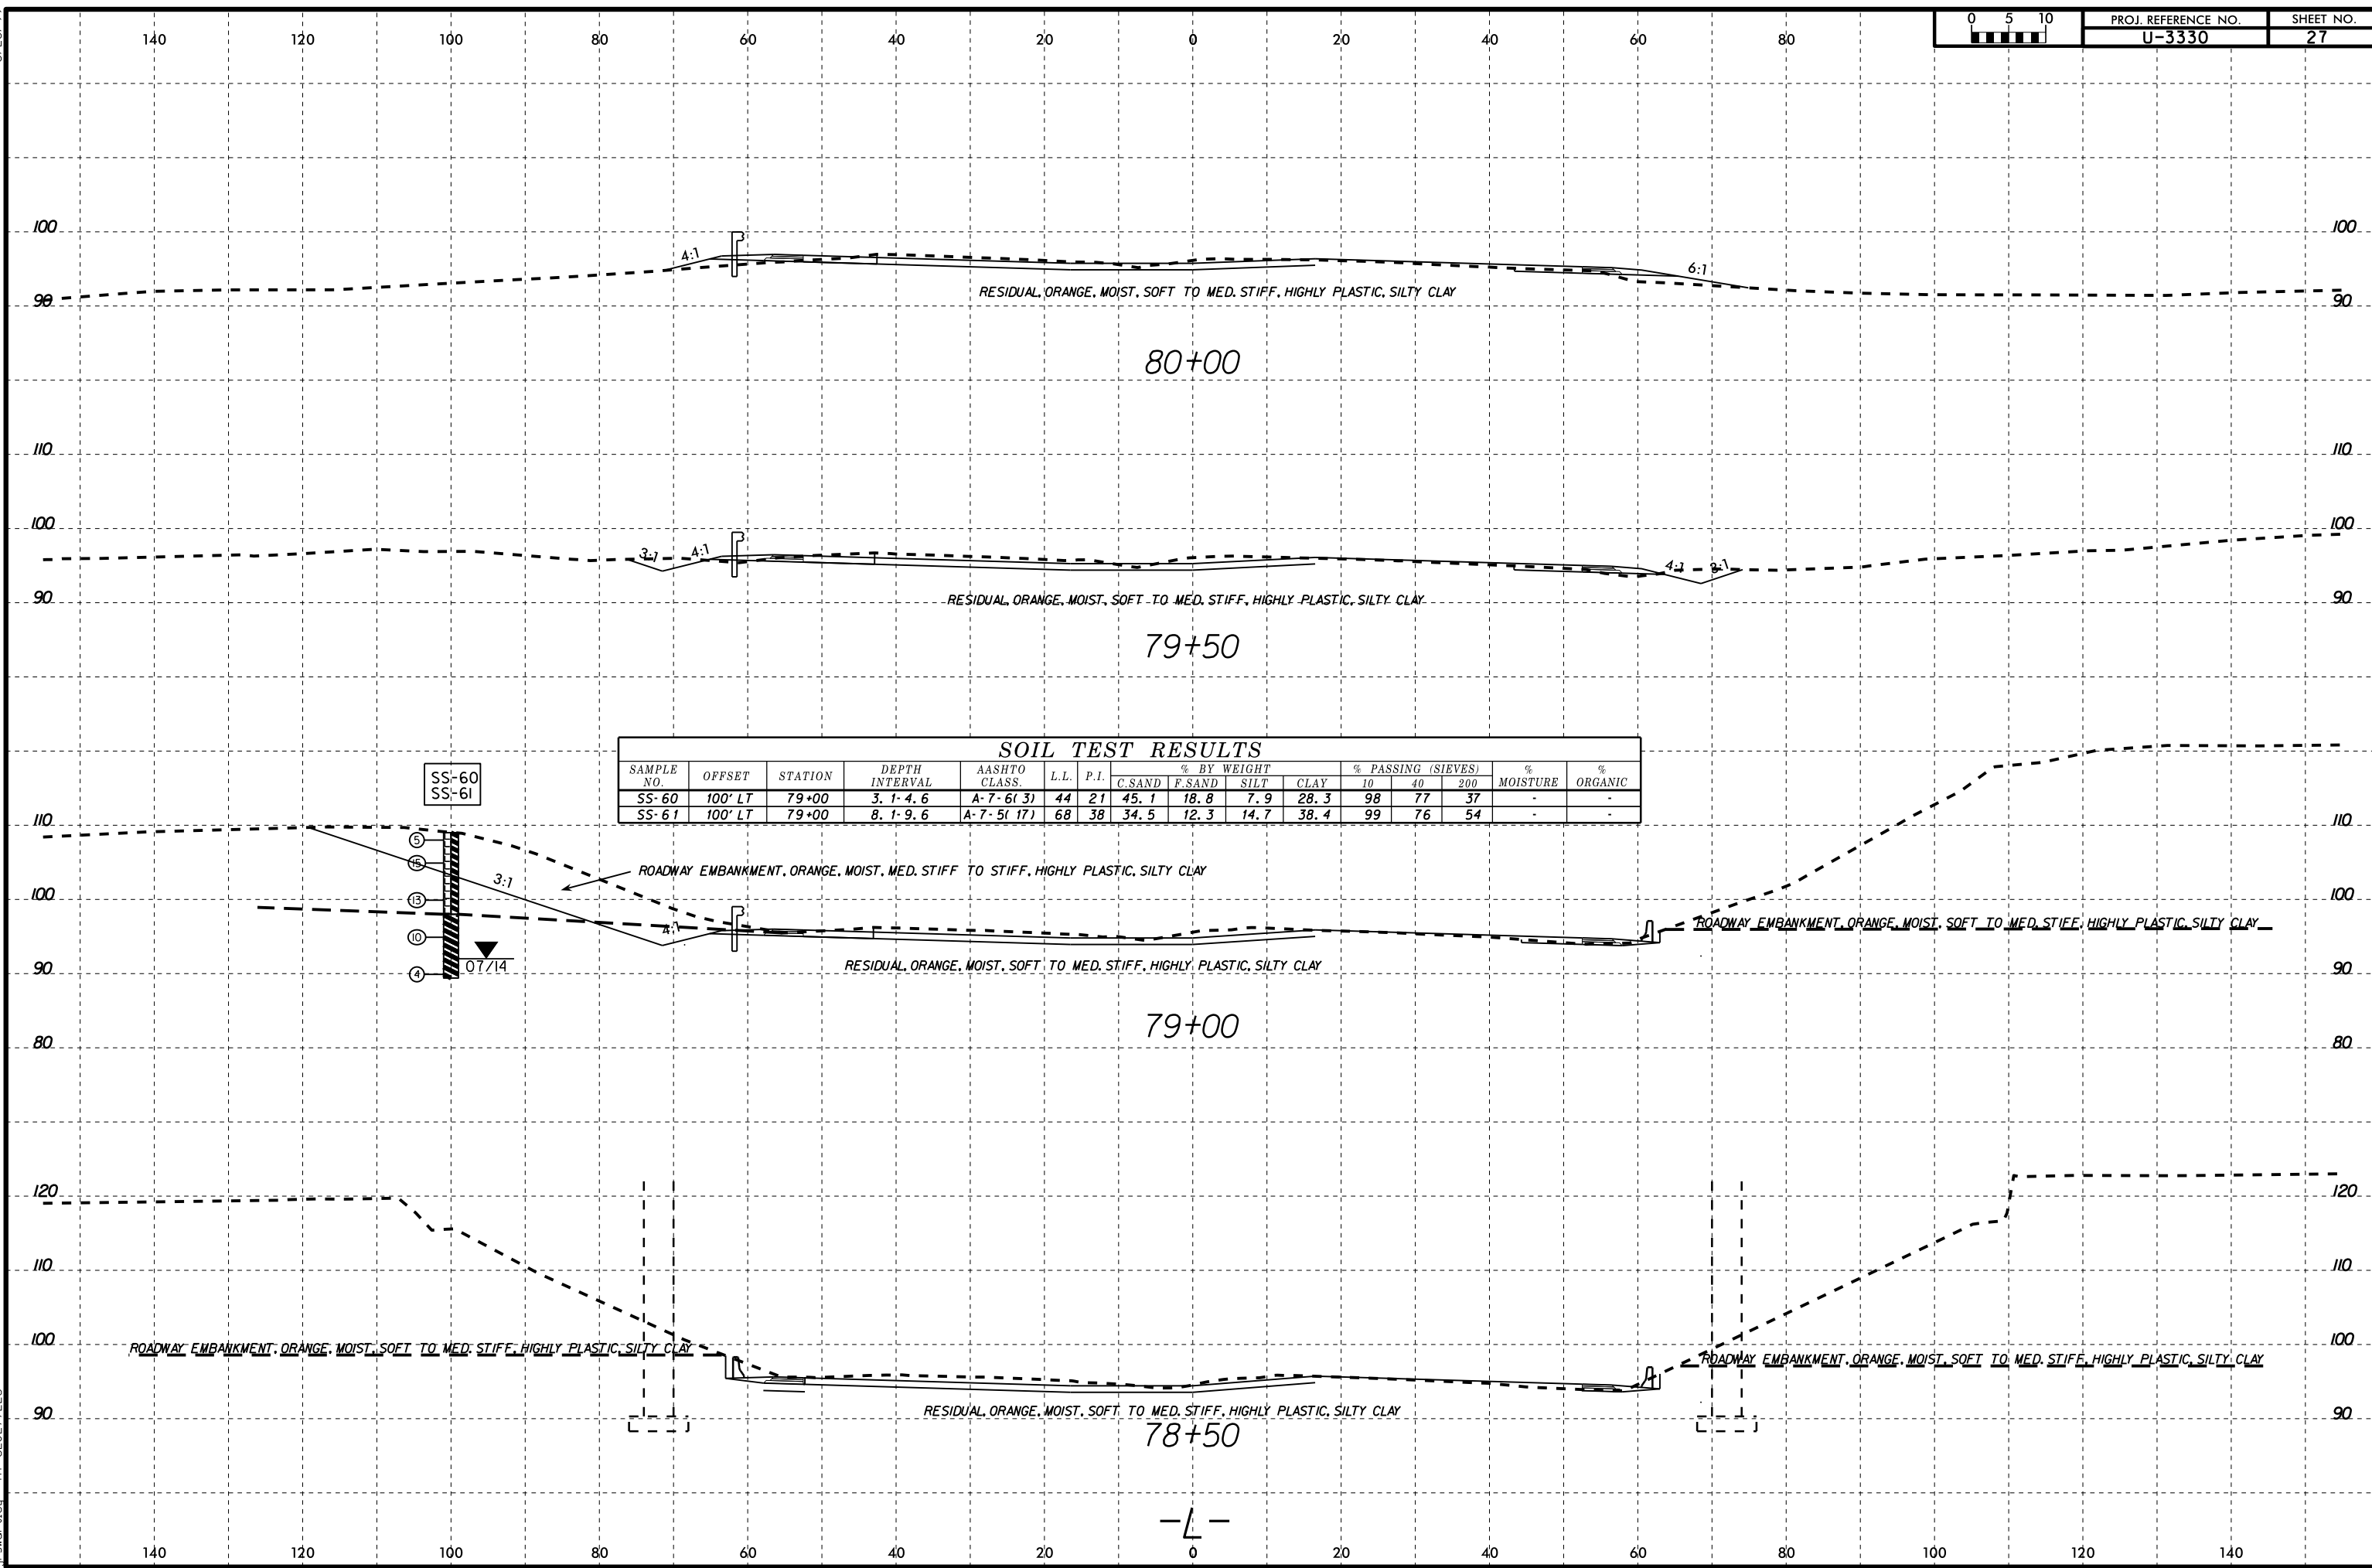 0 5 10 PROJ. REFERENCE NO. SHEET NO.
U-3330 27
140 120 100 80 60 40 20 0 20 40 60 80
100 100
4:1 6:1
90 90
RESIDUAL, ORANGE, MOIST, SOFT TO MED. STIFF, HIGHLY PLASTIC, SILTY CLAY
80+00
110 110
100 100
3:1 4:1 4:1 3:1
90 90
RESIDUAL, ORANGE, MOIST, SOFT TO MED. STIFF, HIGHLY PLASTIC, SILTY CLAY
79+50
SOIL TEST RESULTS
SAMPLE NO. OFFSET STATION DEPTH INTERVAL AASHTO CLASS. L.L. P.I. % BY WEIGHT % PASSING (SIEVES) % MOISTURE % ORGANIC
C.SAND F.SAND SILT CLAY 10 40 200
SS-60 100' LT 79+00 3.1-4.6 A-7-6(3) 44 21 45.1 18.8 7.9 28.3 98 77 37 - -
SS-61 100' LT 79+00 8.1-9.6 A-7-5(17) 68 38 34.5 12.3 14.7 38.4 99 76 54 - -
SS-60
SS-61
110 110
5
15
ROADWAY EMBANKMENT, ORANGE, MOIST, MED. STIFF TO STIFF, HIGHLY PLASTIC, SILTY CLAY
3:1
100 100
13
ROADWAY EMBANKMENT, ORANGE, MOIST, SOFT TO MED. STIFF, HIGHLY PLASTIC, SILTY CLAY
4:1
10
07/14
RESIDUAL, ORANGE, MOIST, SOFT TO MED. STIFF, HIGHLY PLASTIC, SILTY CLAY
90 90
4
79+00
80 80
120 120
110 110
100 100
ROADWAY EMBANKMENT, ORANGE, MOIST, SOFT TO MED. STIFF, HIGHLY PLASTIC, SILTY CLAY
ROADWAY EMBANKMENT, ORANGE, MOIST, SOFT TO MED. STIFF, HIGHLY PLASTIC, SILTY CLAY
90 90
RESIDUAL, ORANGE, MOIST, SOFT TO MED. STIFF, HIGHLY PLASTIC, SILTY CLAY
78+50
-L-
140 120 100 80 60 40 20 0 20 40 60 80 100 120 140